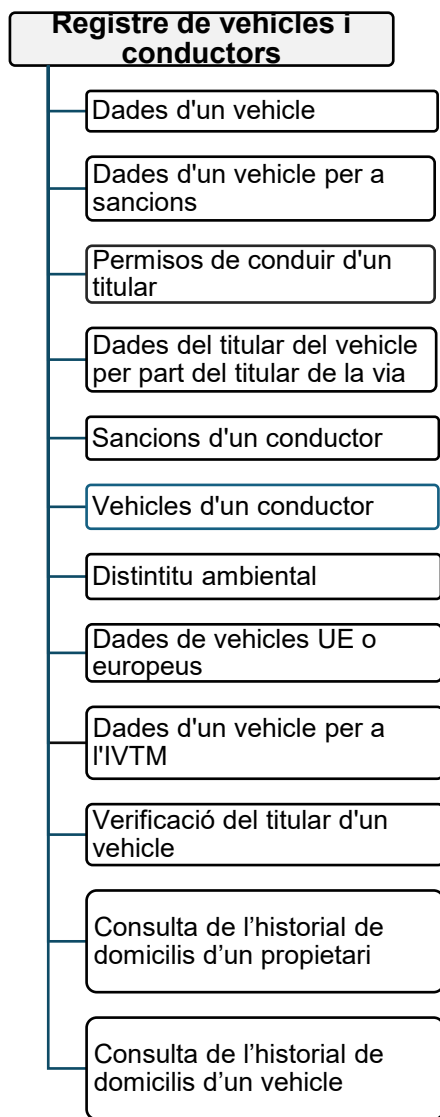 Registre de vehicles i
conductors
Dades d'un vehicle
Dades d'un vehicle per a
sancions
Permisos de conduir d'un
titular
Dades del titular del vehicle
per part del titular de la via
Sancions d'un conductor
Vehicles d'un conductor
Distintitu ambiental
Dades de vehicles UE o
europeus
Dades d'un vehicle per a
l'IVTM
Verificació del titular d'un
vehicle
Consulta de l’historial de
domicilis d’un propietari
Consulta de l’historial de
domicilis d’un vehicle